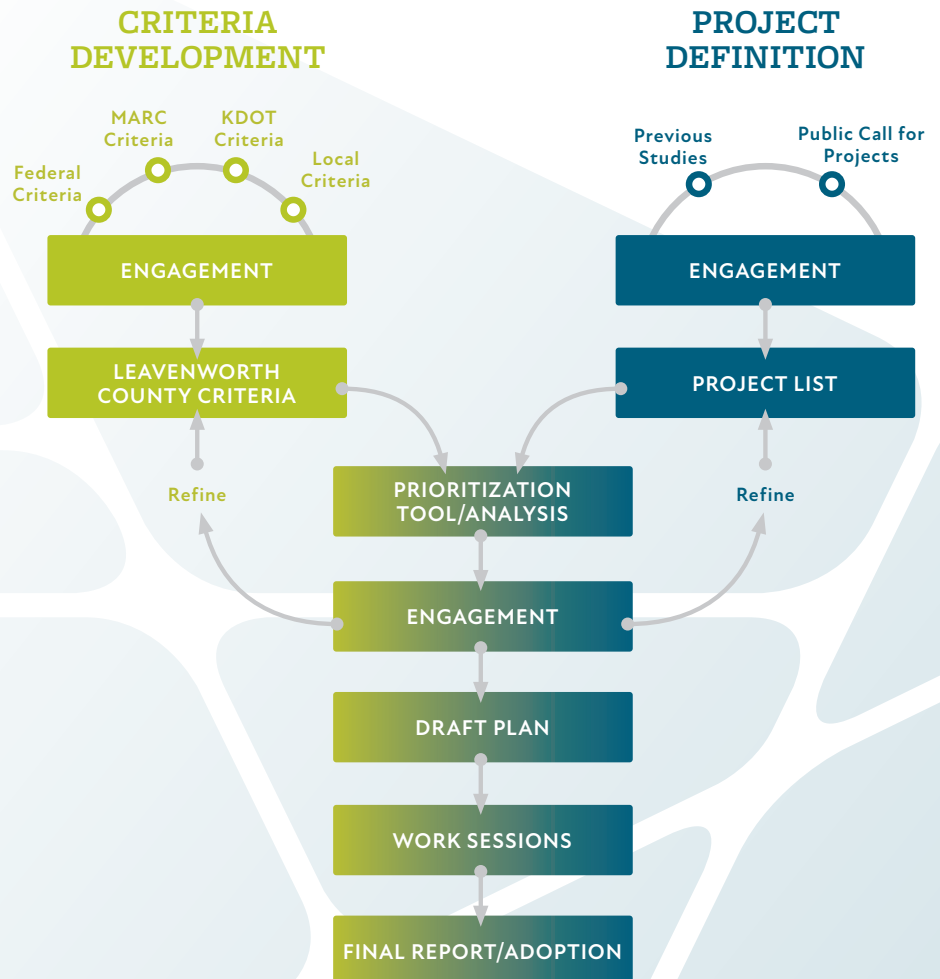 CRITERIA
DEVELOPMENT
Federal
Criteria
MARC
Criteria
KDOT
Criteria
Local
Criteria
ENGAGEMENT
LEAVENWORTH
COUNTY CRITERIA
Refine
PROJECT
DEFINITION
Previous
Studies
Public Call for
Projects
ENGAGEMENT
PROJECT LIST
Refine
PRIORITIZATION
TOOL/ANALYSIS
ENGAGEMENT
DRAFT PLAN
WORK SESSIONS
FINAL REPORT/ADOPTION